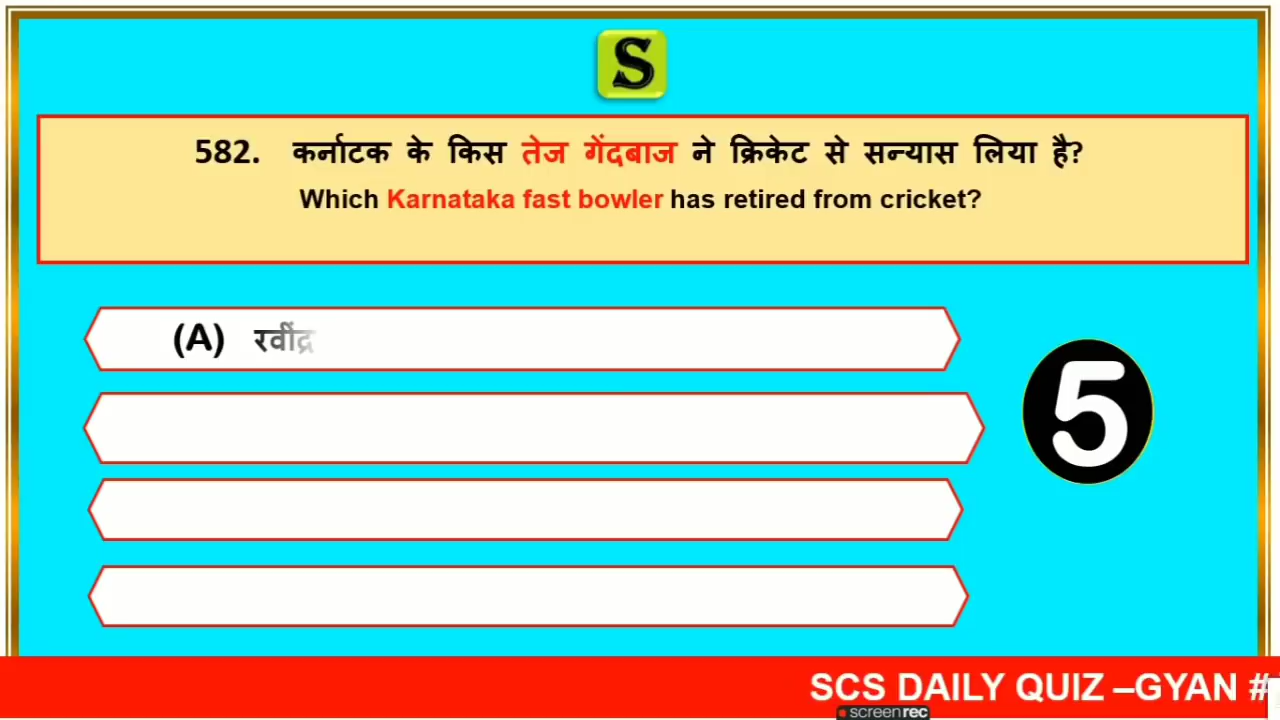 S
582. कर्नाटक के किस तेज गेंदबाज ने क्रिकेट से सन्यास लिया है?
Which Karnataka fast bowler has retired from cricket?
(A) रवींद्र
5
SCS DAILY QUIZ –GYAN #
screenrec